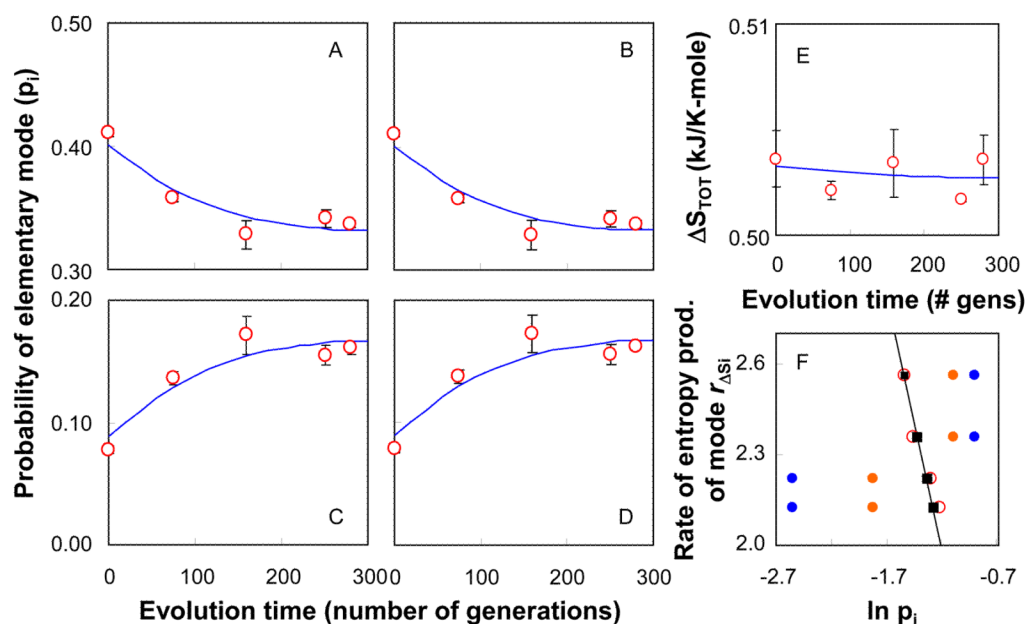 Probability of elementary mode (pᵢ)
0.50
0.40
0.30
A
B
0.20
0.10
0.00
C
D
0 100 200 300
0 100 200 300
Evolution time (number of generations)
ΔS_TOT (kJ/K-mole)
0.51
0.50
E
0 100 200 300
Evolution time (# gens)
Rate of entropy prod.
of mode r_ΔSi
2.6
2.3
2.0
F
-2.7 -1.7 -0.7
ln pᵢ